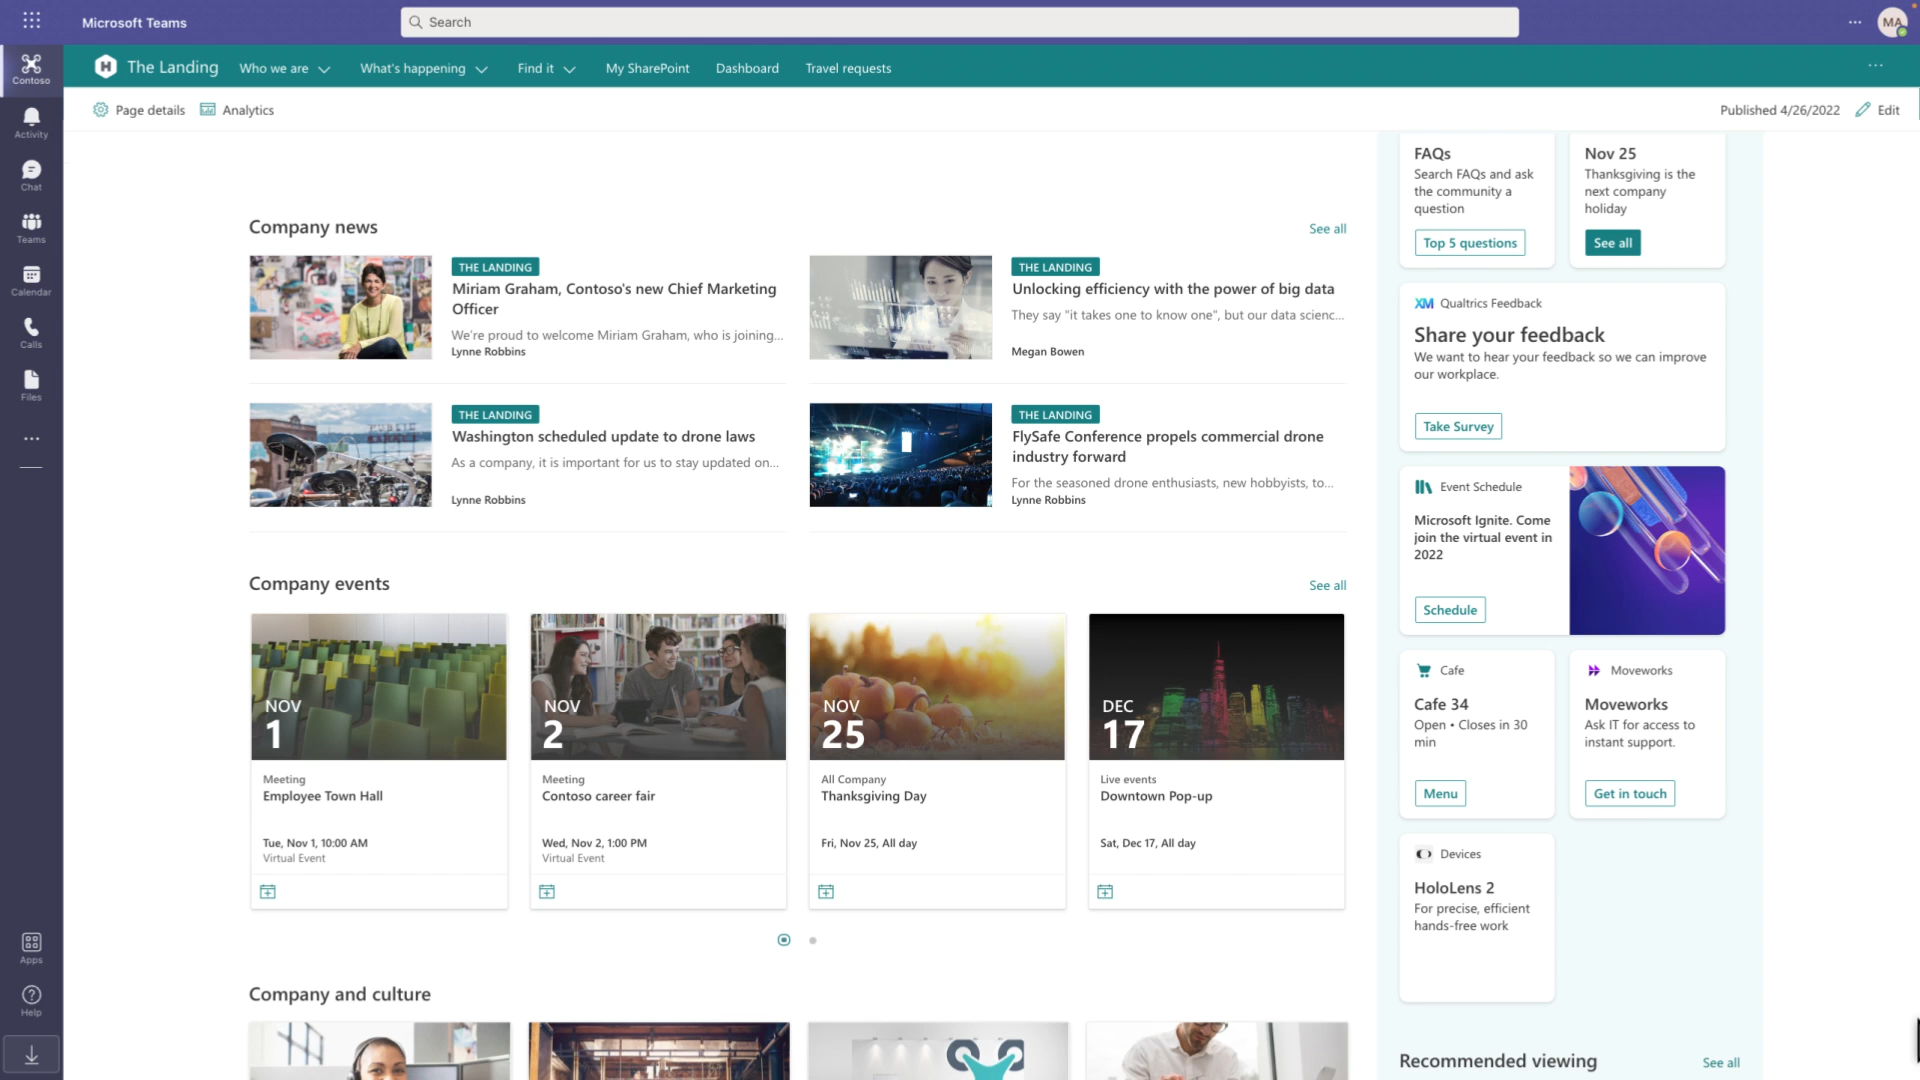 Microsoft Teams
Search
MA
Contoso
Activity
Chat
Teams
Calendar
Calls
Files
Apps
Help
The Landing
Who we are
What's happening
Find it
My SharePoint
Dashboard
Travel requests
Page details
Analytics
Published 4/26/2022
Edit
Company news
See all
THE LANDING
Miriam Graham, Contoso's new Chief Marketing
Officer
We're proud to welcome Miriam Graham, who is joining...
Lynne Robbins
THE LANDING
Unlocking efficiency with the power of big data
They say "it takes one to know one", but our data scienc...
Megan Bowen
PUBLIC
MARKET
THE LANDING
Washington scheduled update to drone laws
As a company, it is important for us to stay updated on...
Lynne Robbins
THE LANDING
FlySafe Conference propels commercial drone
industry forward
For the seasoned drone enthusiasts, new hobbyists, to...
Lynne Robbins
Company events
See all
NOV
1
Meeting
Employee Town Hall
Tue, Nov 1, 10:00 AM
Virtual Event
NOV
2
Meeting
Contoso career fair
Wed, Nov 2, 1:00 PM
Virtual Event
NOV
25
All Company
Thanksgiving Day
Fri, Nov 25, All day
DEC
17
Live events
Downtown Pop-up
Sat, Dec 17, All day
Company and culture
FAQs
Search FAQs and ask
the community a
question
Top 5 questions
Nov 25
Thanksgiving is the
next company
holiday
See all
XM Qualtrics Feedback
Share your feedback
We want to hear your feedback so we can improve
our workplace.
Take Survey
Event Schedule
Microsoft Ignite. Come
join the virtual event in
2022
Schedule
Cafe
Cafe 34
Open • Closes in 30
min
Menu
Moveworks
Moveworks
Ask IT for access to
instant support.
Get in touch
Devices
HoloLens 2
For precise, efficient
hands-free work
Recommended viewing
See all